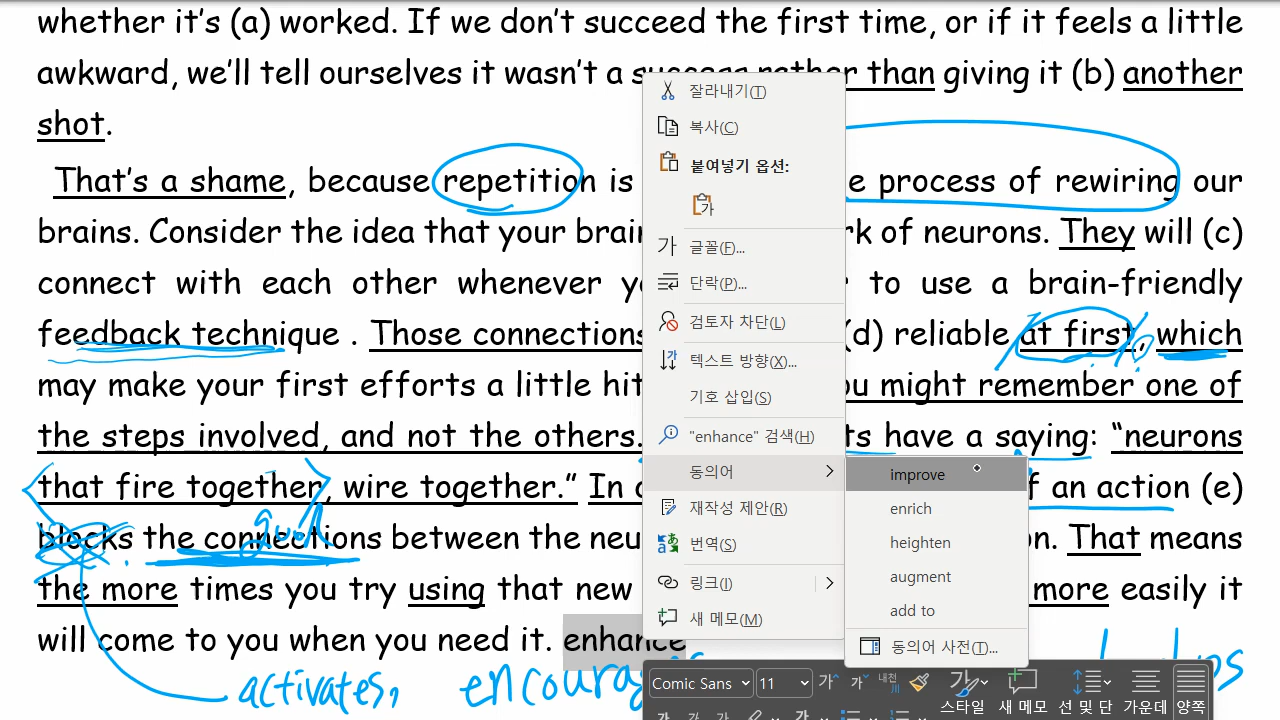 whether it's (a) worked. If we don't succeed the first time, or if it feels a little
awkward, we'll tell ourselves it wasn't a success rather than giving it (b) another
shot.
That's a shame, because repetition is e process of rewiring our
brains. Consider the idea that your brain rk of neurons. They will (c)
connect with each other whenever yo r to use a brain-friendly
feedback technique . Those connections (d) reliable at first, which
may make your first efforts a little hit ou might remember one of
the steps involved, and not the others. ts have a saying: "neurons
that fire together, wire together." In o f an action (e)
blocks the connections between the neu on. That means
the more times you try using that new more easily it
will come to you when you need it. enhance
activates, encourages
잘라내기(T)
복사(C)
붙여넣기 옵션:
가
가 글꼴(F)...
단락(P)...
검토자 차단(L)
텍스트 방향(X)...
기호 삽입(S)
"enhance" 검색(H)
동의어
재작성 제안(R)
번역(S)
링크(I)
새 메모(M)
improve
enrich
heighten
augment
add to
동의어 사전(T)...
Comic Sans 11 가 가 내천
스타일 새 메모 선 및 단 가운데 양쪽